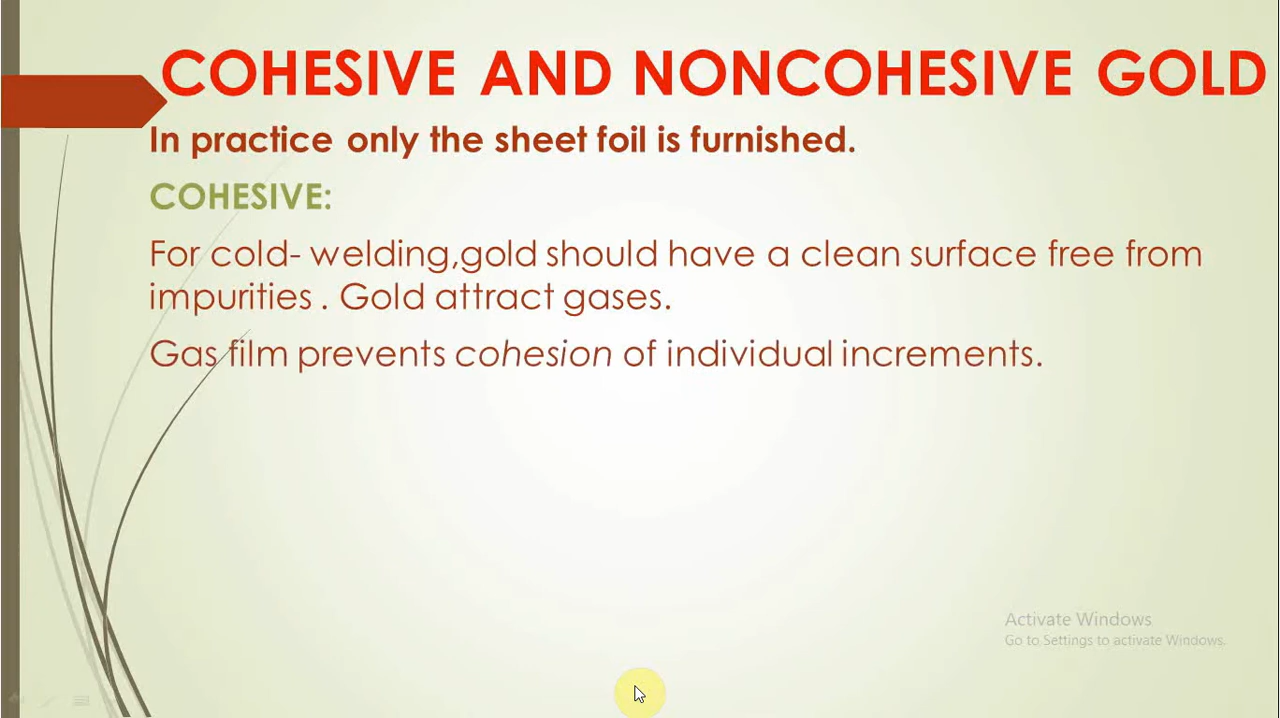 COHESIVE AND NONCOHESIVE GOLD
In practice only the sheet foil is furnished.
COHESIVE:
For cold- welding,gold should have a clean surface free from
impurities . Gold attract gases.
Gas film prevents cohesion of individual increments.
Activate Windows
Go to Settings to activate Windows.